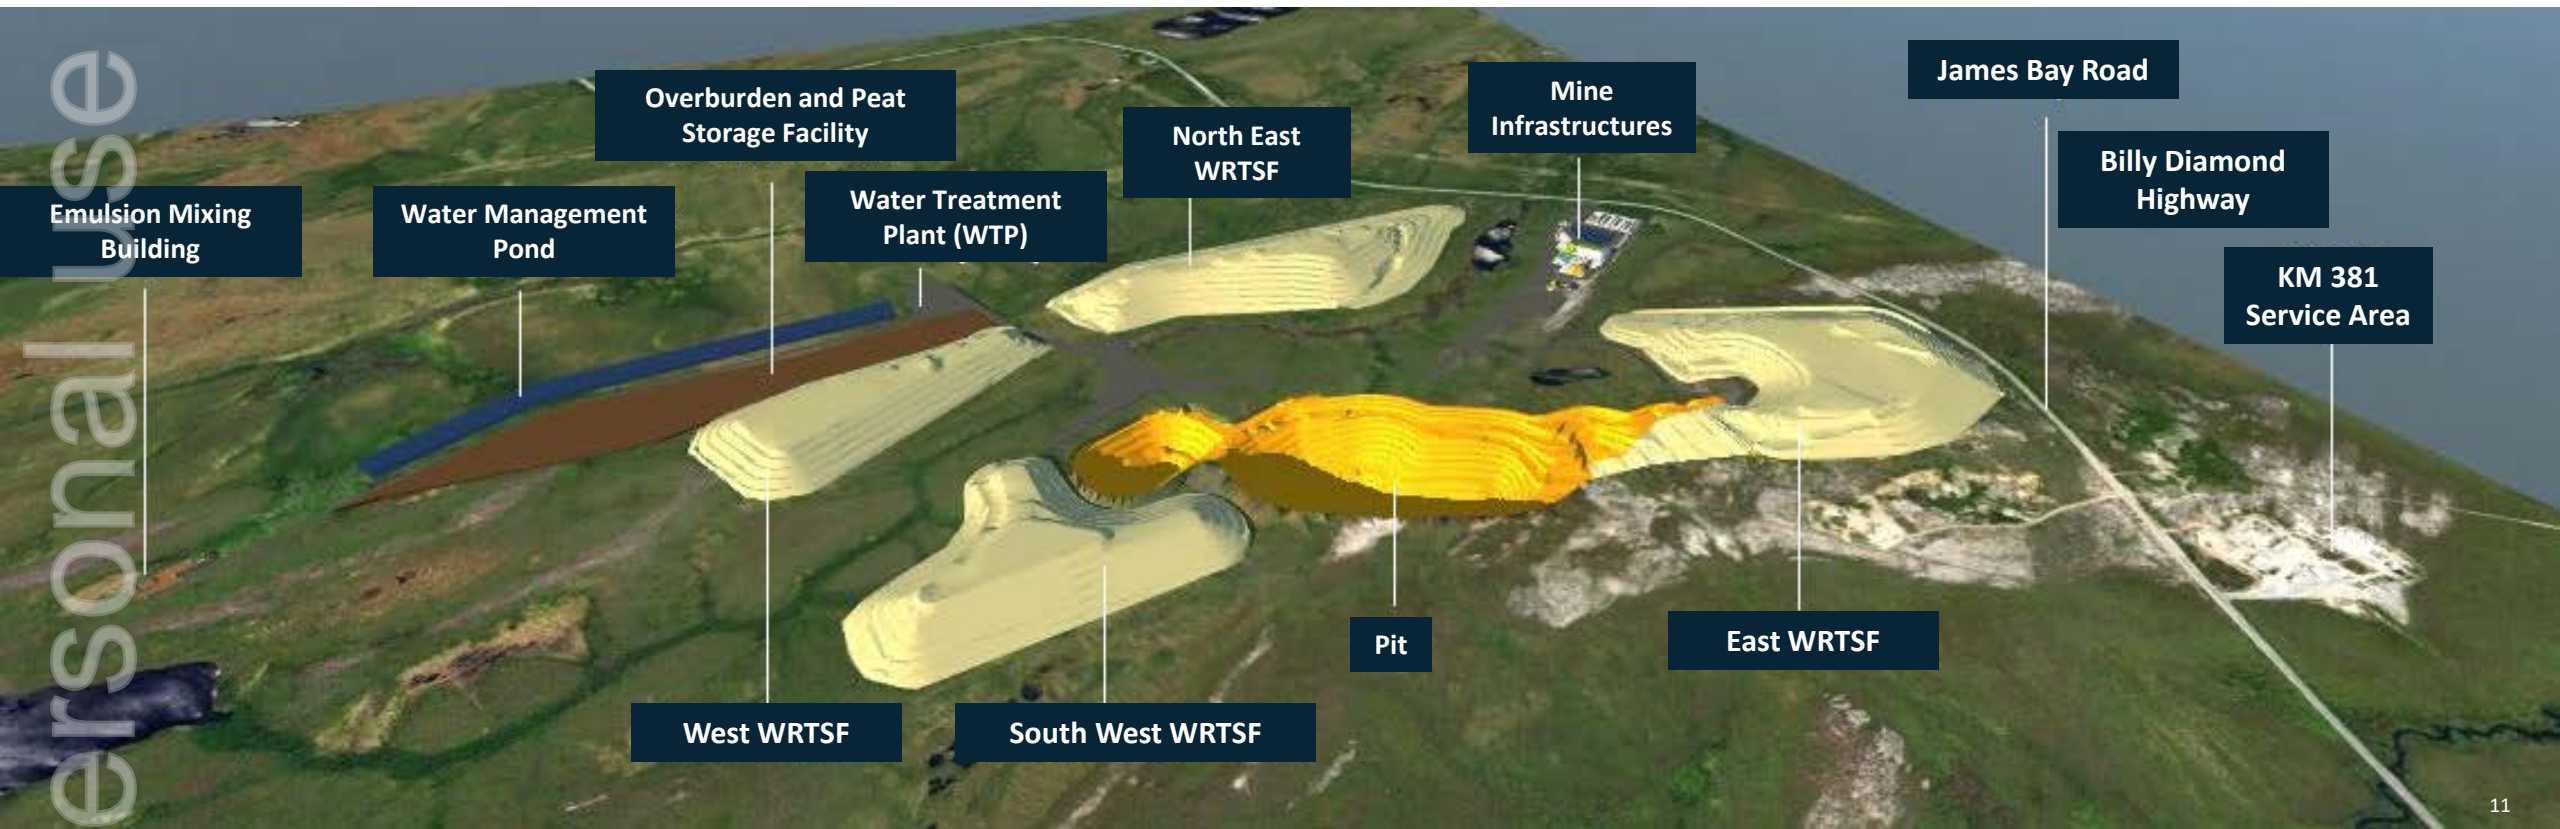 James Bay Road
Overburden and Peat
Storage Facility
Mine
Infrastructures
North East
WRTSF
Billy Diamond
Highway
Emulsion Mixing
Building
Water Management
Pond
Water Treatment
Plant (WTP)
KM 381
Service Area
Pit
East WRTSF
West WRTSF
South West WRTSF
11
ersonal use